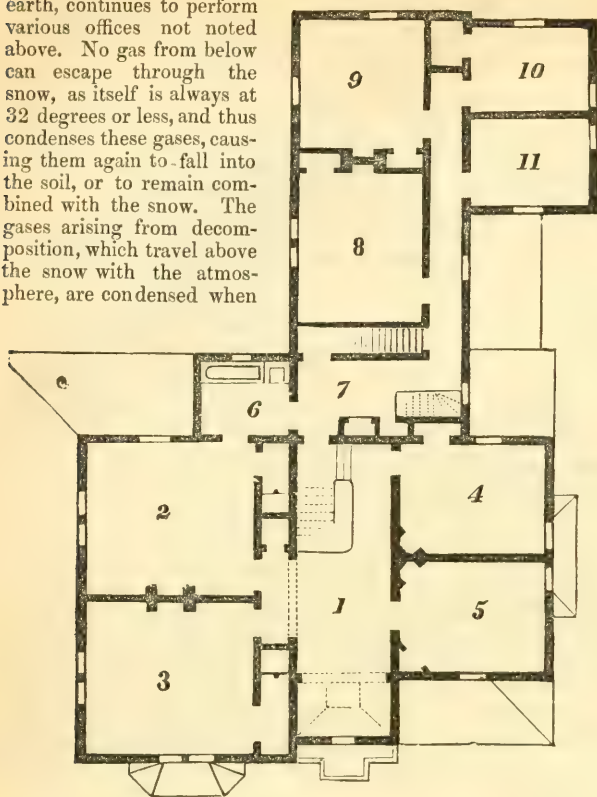 earth, continues to perform
various offices not noted
above. No gas from below
can escape through the
snow, as itself is always at
32 degrees or less, and thus
condenses these gases, caus-
ing them again to fall into
the soil, or to remain com-
bined with the snow. The
gases arising from decom-
position, which travel above
the snow with the atmos-
phere, are condensed when
9
10
11
8
7
6
2
4
1
5
3